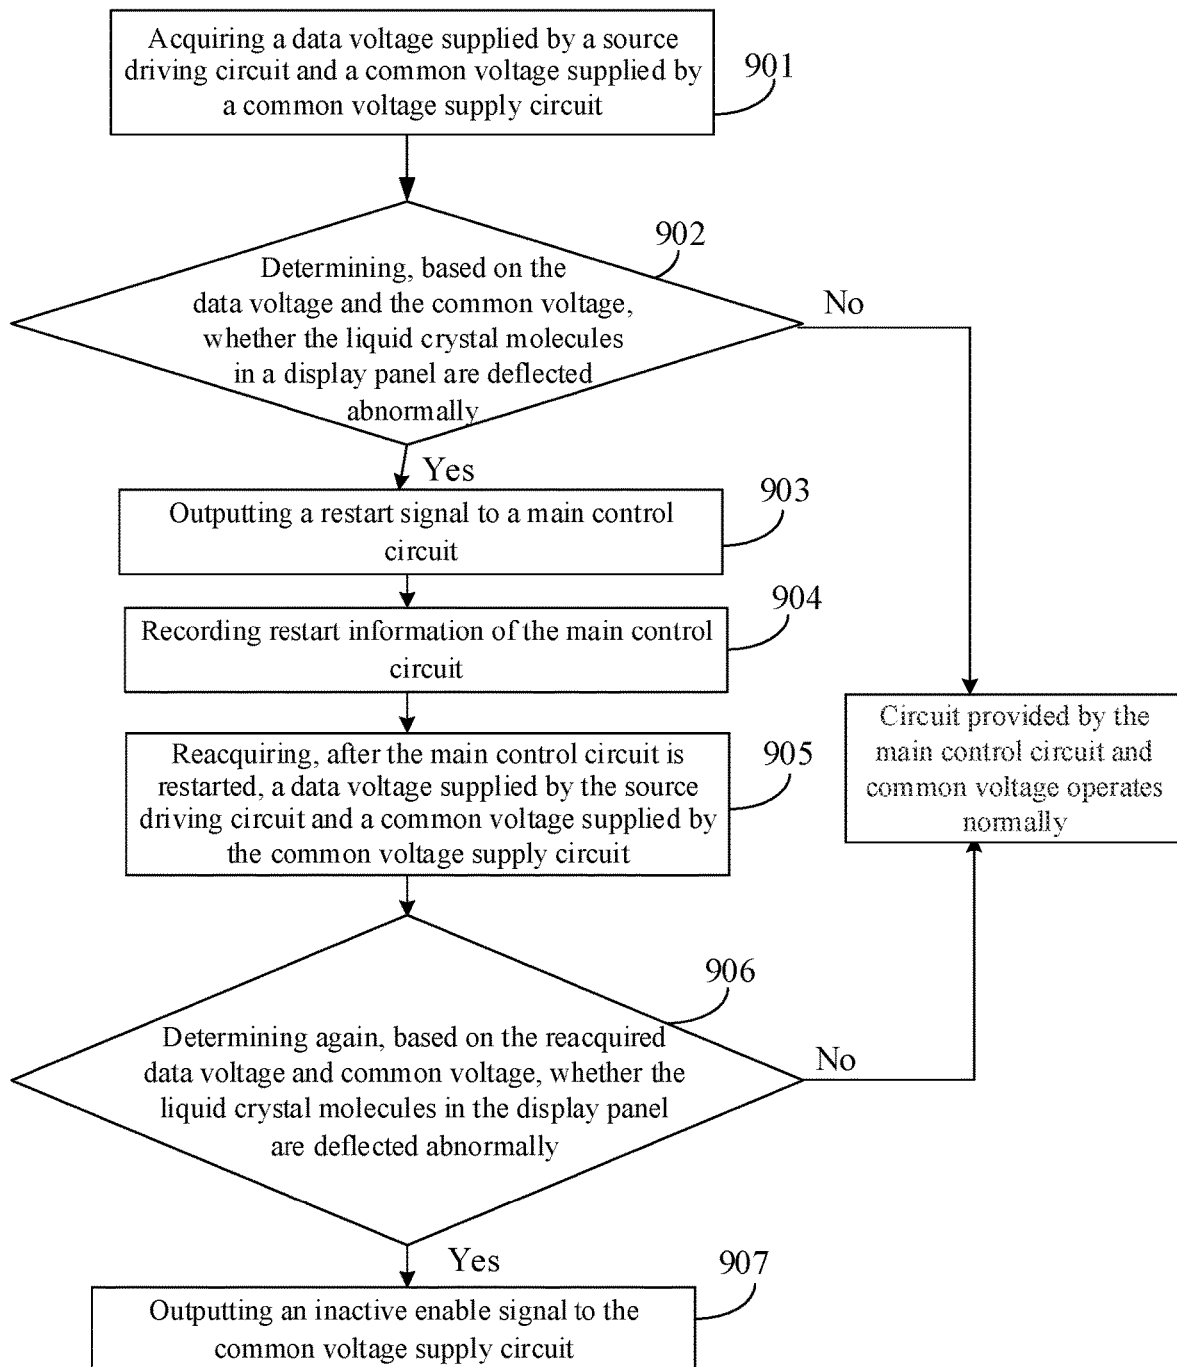 Acquiring a data voltage supplied by a source
driving circuit and a common voltage supplied by
a common voltage supply circuit
901
902
Determining, based on the
data voltage and the common voltage,
whether the liquid crystal molecules
in a display panel are deflected
abnormally
No
Yes
903
Outputting a restart signal to a main control
circuit
904
Recording restart information of the main control
circuit
Circuit provided by the
main control circuit and
common voltage operates
normally
905
Reacquiring, after the main control circuit is
restarted, a data voltage supplied by the source
driving circuit and a common voltage supplied by
the common voltage supply circuit
906
Determining again, based on the reacquired
data voltage and common voltage, whether the
liquid crystal molecules in the display panel
are deflected abnormally
No
Yes
907
Outputting an inactive enable signal to the
common voltage supply circuit